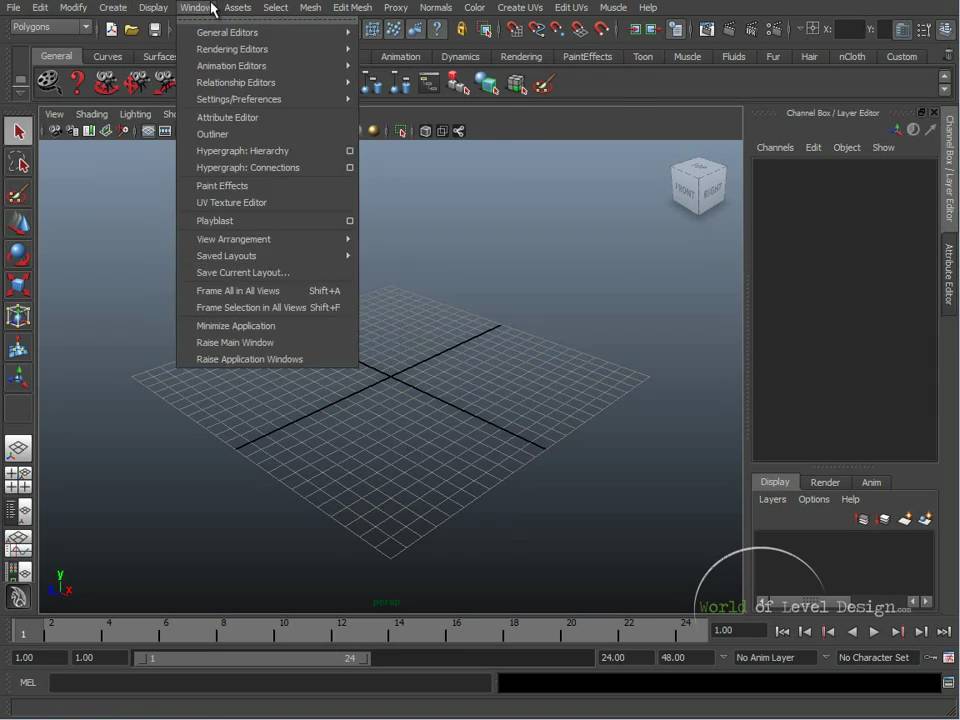 File Edit Modify Create Display Window Assets Select Mesh Edit Mesh Proxy Normals Color Create UVs Edit UVs Muscle Help
Polygons X: Y:
General Curves Surfaces Animation Dynamics Rendering PaintEffects Toon Muscle Fluids Fur Hair nCloth Custom
General Editors
Rendering Editors
Animation Editors
Relationship Editors
Settings/Preferences
Attribute Editor
Outliner
Hypergraph: Hierarchy
Hypergraph: Connections
Paint Effects
UV Texture Editor
Playblast
View Arrangement
Saved Layouts
Save Current Layout...
Frame All in All Views Shift+A
Frame Selection in All Views Shift+F
Minimize Application
Raise Main Window
Raise Application Windows
View Shading Lighting Sho
FRONT RIGHT
Channel Box / Layer Editor
Channels Edit Object Show
Channel Box / Layer Editor
Attribute Editor
Display Render Anim
Layers Options Help
y
x
persp
World of Level Design.com
1 2 4 6 8 10 12 14 16 18 20 22 24 1.00
1.00 1.00 1 24 24.00 48.00 No Anim Layer No Character Set
MEL